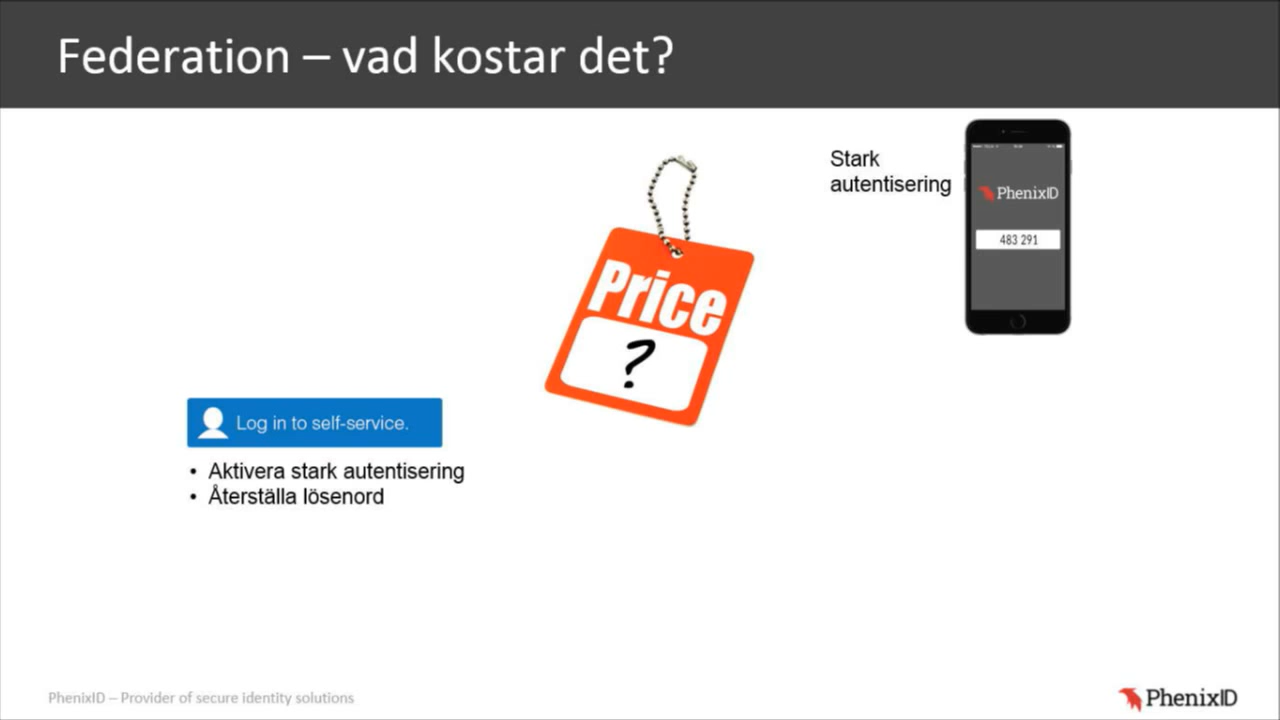 Federation – vad kostar det?
Stark
autentisering
PhenixID
483 291
Price
?
Log in to self-service.
• Aktivera stark autentisering
• Återställa lösenord
PhenixID – Provider of secure identity solutions
PhenixID